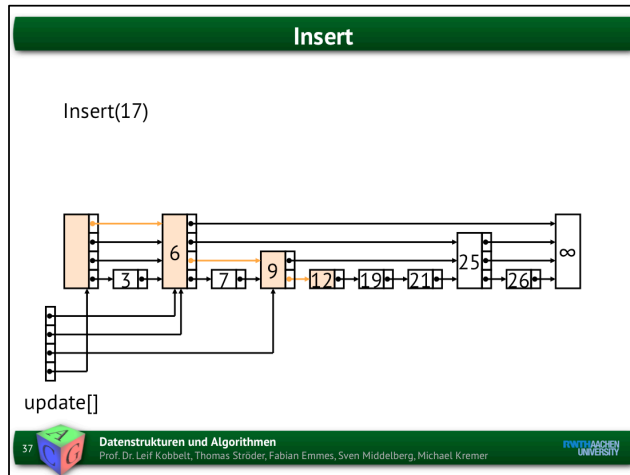 Insert
Insert(17)
6
9
25
∞
3
7
12
19
21
26
update[]
37
A
C
G
Datenstrukturen und Algorithmen
Prof. Dr. Leif Kobbelt, Thomas Ströder, Fabian Emmes, Sven Middelberg, Michael Kremer
RWTHAACHEN
UNIVERSITY